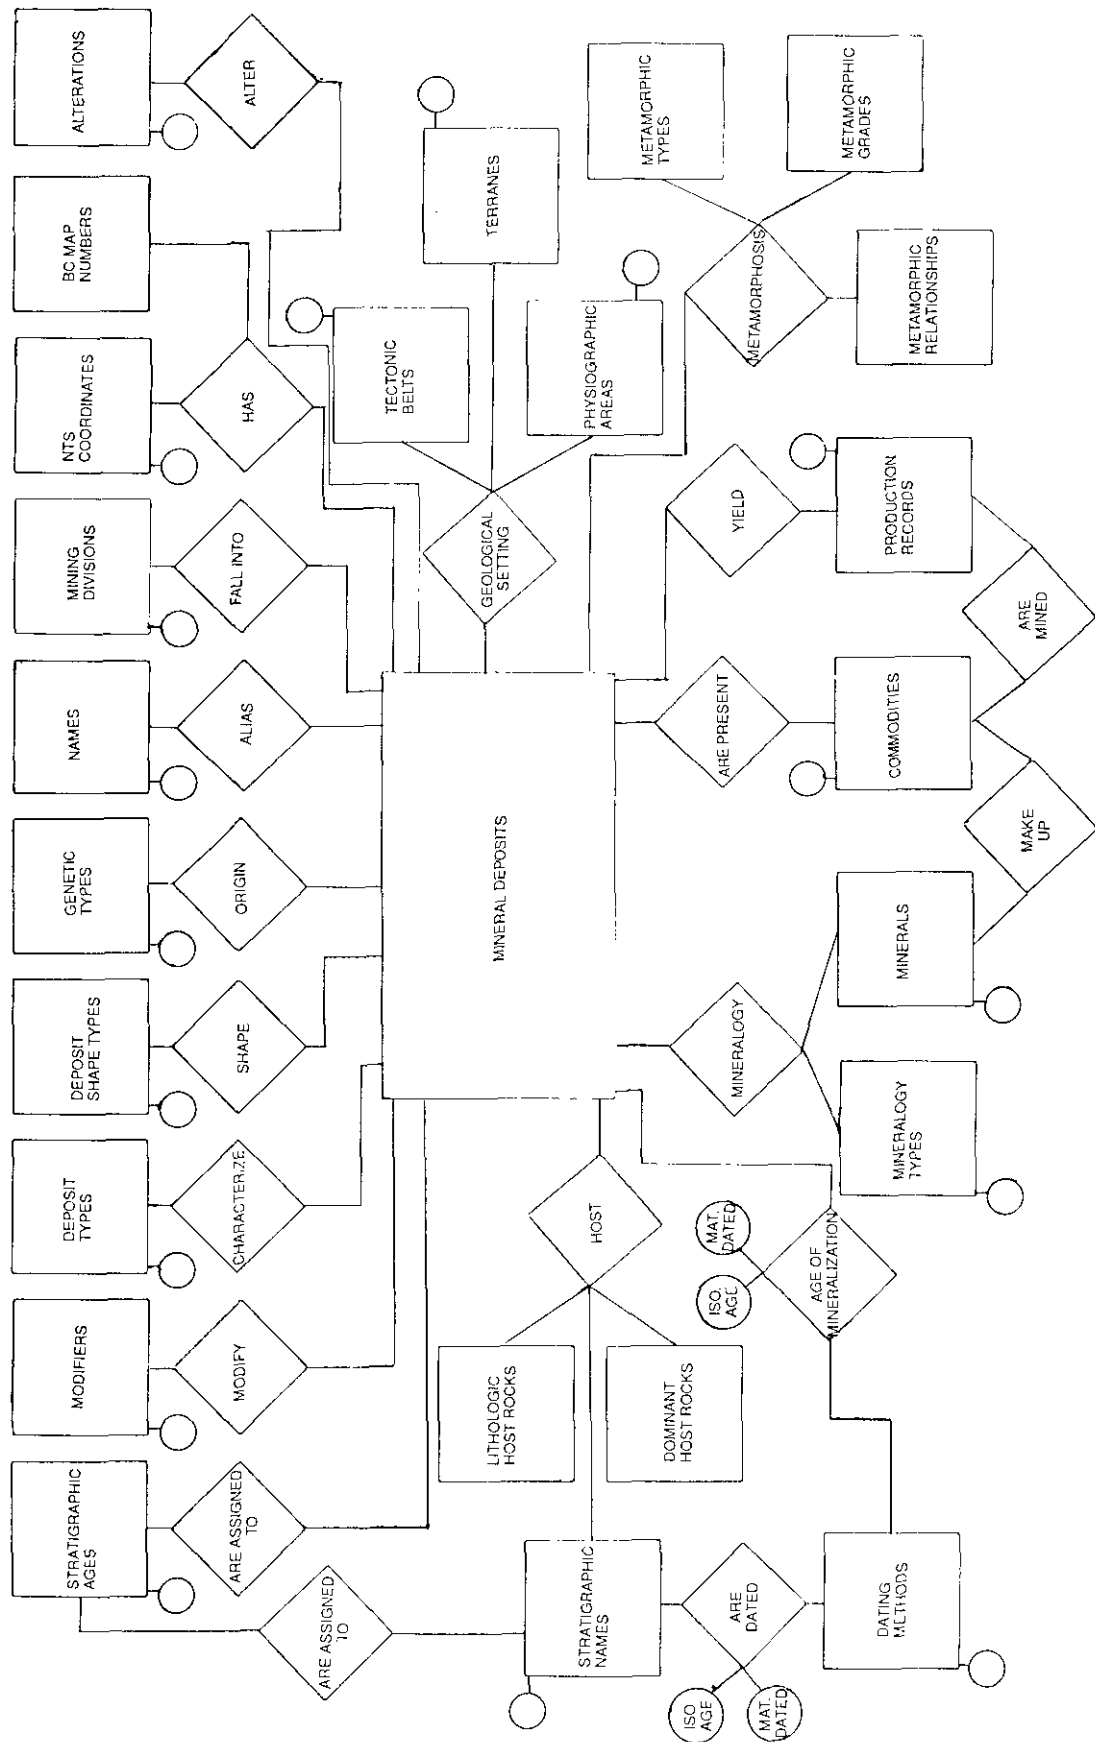 STRATIGRAPHIC
AGES
MODIFIERS
DEPOSIT
TYPES
DEPOSIT
SHAPE TYPES
GENETIC
TYPES
NAMES
MINING
DIVISIONS
NTS
COORDINATES
BC MAP
NUMBERS
ALTERATIONS
ARE ASSIGNED
TO
MODIFY
CHARACTERIZE
SHAPE
ORIGIN
ALIAS
FALL INTO
HAS
ALTER
ARE ASSIGNED
TO
TECTONIC
BELTS
TERRANES
GEOLOGICAL
SETTING
PHYSIOGRAPHIC
AREAS
METAMORPHIC
TYPES
METAMORPHIC
GRADES
METAMORPHOSIS
METAMORPHIC
RELATIONSHIPS
MINERAL DEPOSITS
LITHOLOGIC
HOST ROCKS
HOST
DOMINANT
HOST ROCKS
STRATIGRAPHIC
NAMES
ARE
DATED
ISO
AGE
MAT.
DATED
DATING
METHODS
ISO.
AGE
MAT.
DATED
AGE OF
MINERALIZATION
MINERALOGY
MINERALOGY
TYPES
MINERALS
MAKE
UP
ARE PRESENT
COMMODITIES
ARE
MINED
YIELD
PRODUCTION
RECORDS